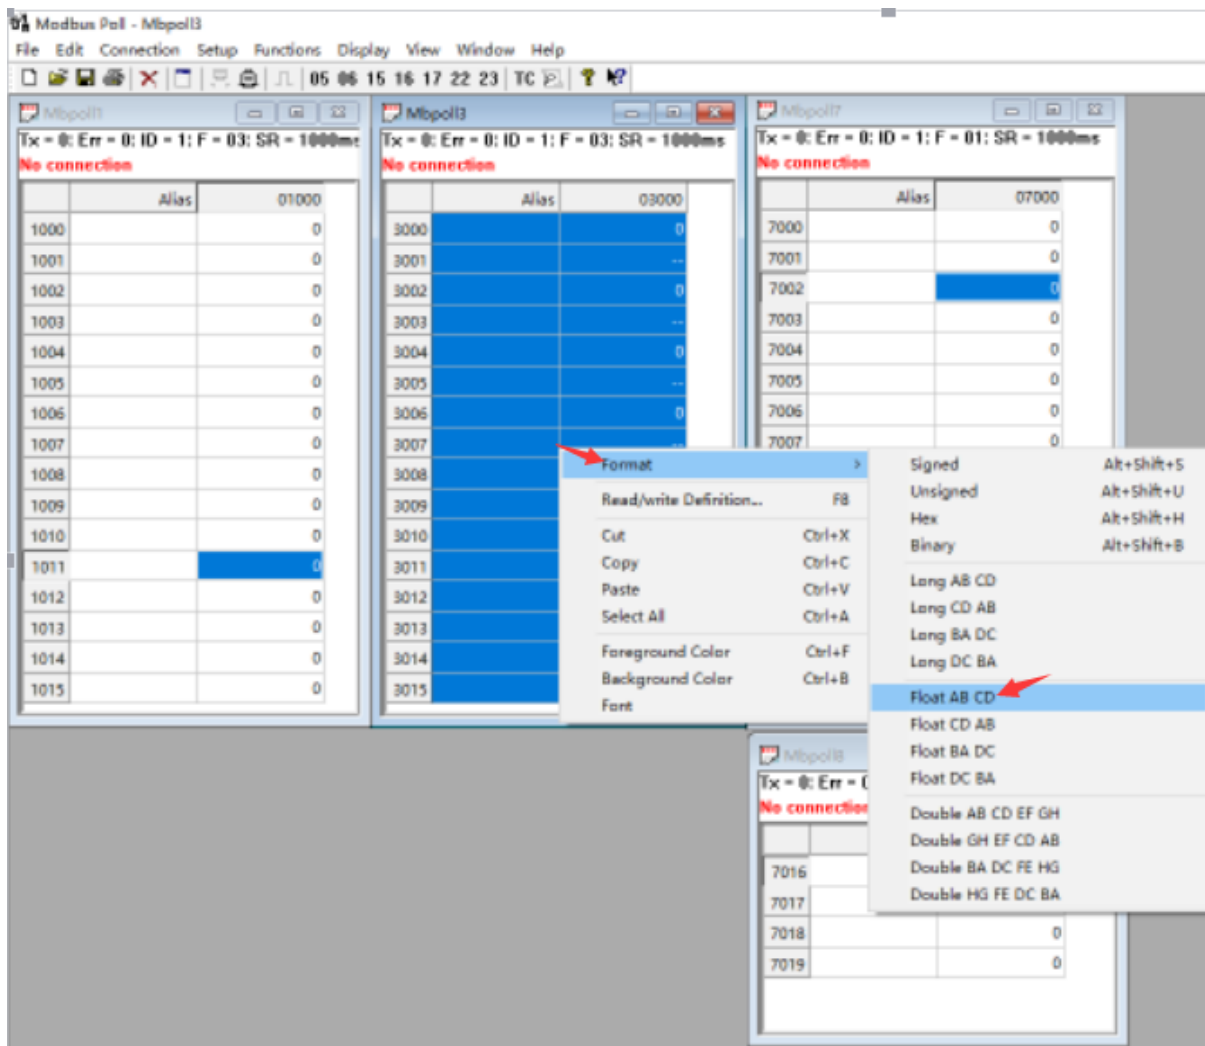 Modbus Poll - Mbpoll3
File Edit Connection Setup Functions Display View Window Help
05 06 15 16 17 22 23 TC
Mbpoll1
Tx = 0: Err = 0: ID = 1: F = 03: SR = 1000ms
No connection
Alias 01000
1000 0
1001 0
1002 0
1003 0
1004 0
1005 0
1006 0
1007 0
1008 0
1009 0
1010 0
1011 0
1012 0
1013 0
1014 0
1015 0
Mbpoll3
Tx = 0: Err = 0: ID = 1: F = 03: SR = 1000ms
No connection
Alias 03000
3000 0
3001 --
3002 0
3003 --
3004 0
3005 --
3006 0
3007 --
3008
3009
3010
3011
3012
3013
3014
3015
Mbpoll7
Tx = 0: Err = 0: ID = 1: F = 01: SR = 1000ms
No connection
Alias 07000
7000 0
7001 0
7002 0
7003 0
7004 0
7005 0
7006 0
7007 0
Format >
Read/write Definition... F8
Cut Ctrl+X
Copy Ctrl+C
Paste Ctrl+V
Select All Ctrl+A
Foreground Color Ctrl+F
Background Color Ctrl+B
Font
Signed Alt+Shift+S
Unsigned Alt+Shift+U
Hex Alt+Shift+H
Binary Alt+Shift+B
Long AB CD
Long CD AB
Long BA DC
Long DC BA
Float AB CD
Float CD AB
Float BA DC
Float DC BA
Double AB CD EF GH
Double GH EF CD AB
Double BA DC FE HG
Double HG FE DC BA
Mbpoll8
Tx = 0: Err = 0
No connection
7016
7017
7018 0
7019 0